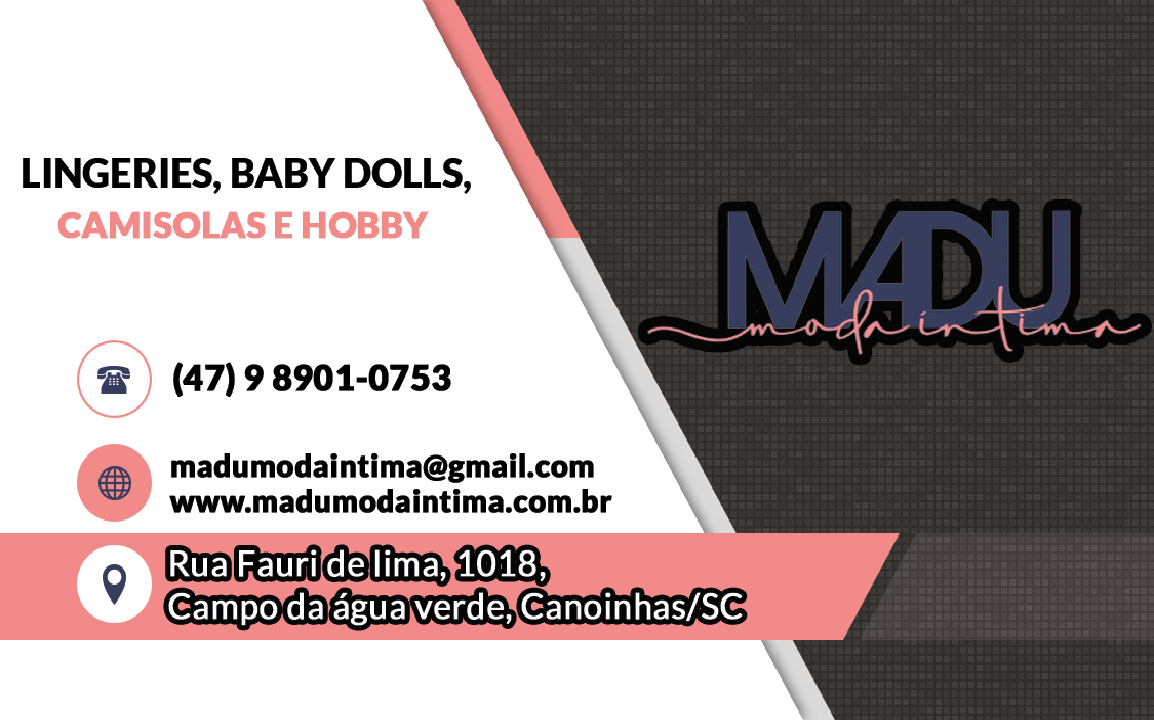 LINGERIES, BABY DOLLS,
CAMISOLAS E HOBBY
MADU
moda intima
(47) 9 8901-0753
madumodaintima@gmail.com
www.madumodaintima.com.br
Rua Fauri de lima, 1018,
Campo da água verde, Canoinhas/SC